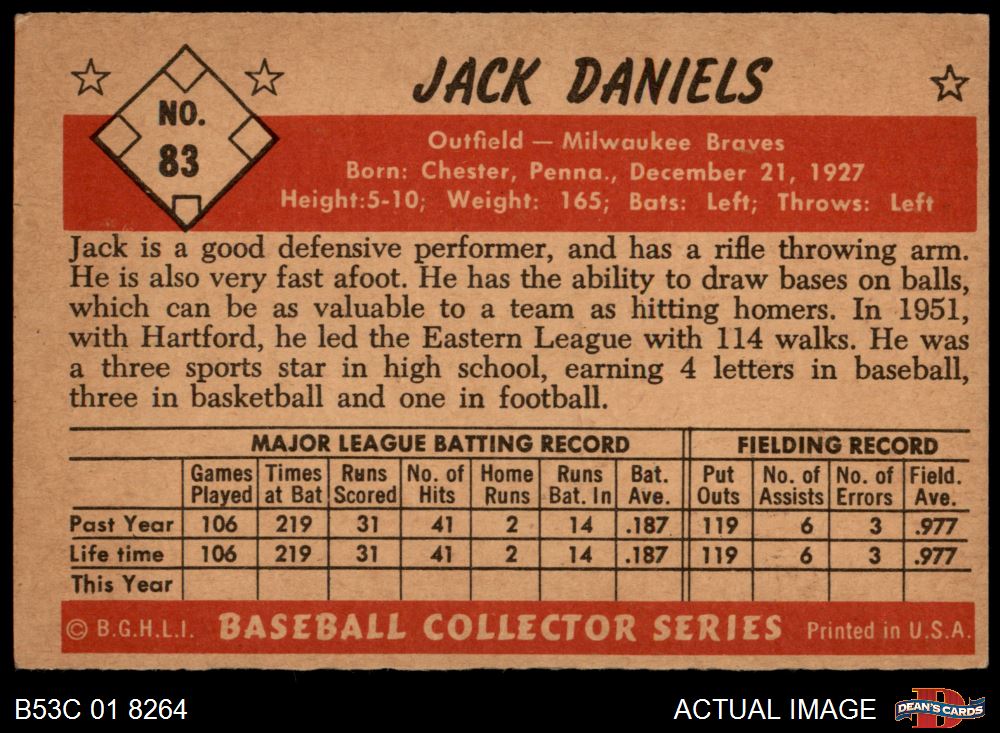 JACK DANIELS
NO.
83
Outfield — Milwaukee Braves
Born: Chester, Penna., December 21, 1927
Height:5-10; Weight: 165; Bats: Left; Throws: Left
Jack is a good defensive performer, and has a rifle throwing arm.
He is also very fast afoot. He has the ability to draw bases on balls,
which can be as valuable to a team as hitting homers. In 1951,
with Hartford, he led the Eastern League with 114 walks. He was
a three sports star in high school, earning 4 letters in baseball,
three in basketball and one in football.
MAJOR LEAGUE BATTING RECORD FIELDING RECORD
Games Times Runs No. of Home Runs Bat. Put No. of No. of Field.
Played at Bat Scored Hits Runs Bat. In Ave. Outs Assists Errors Ave.
Past Year 106 219 31 41 2 14 .187 119 6 3 .977
Life time 106 219 31 41 2 14 .187 119 6 3 .977
This Year
© B.G.H.L.I. BASEBALL COLLECTOR SERIES Printed in U.S.A.
B53C 01 8264 ACTUAL IMAGE DEAN'S CARDS